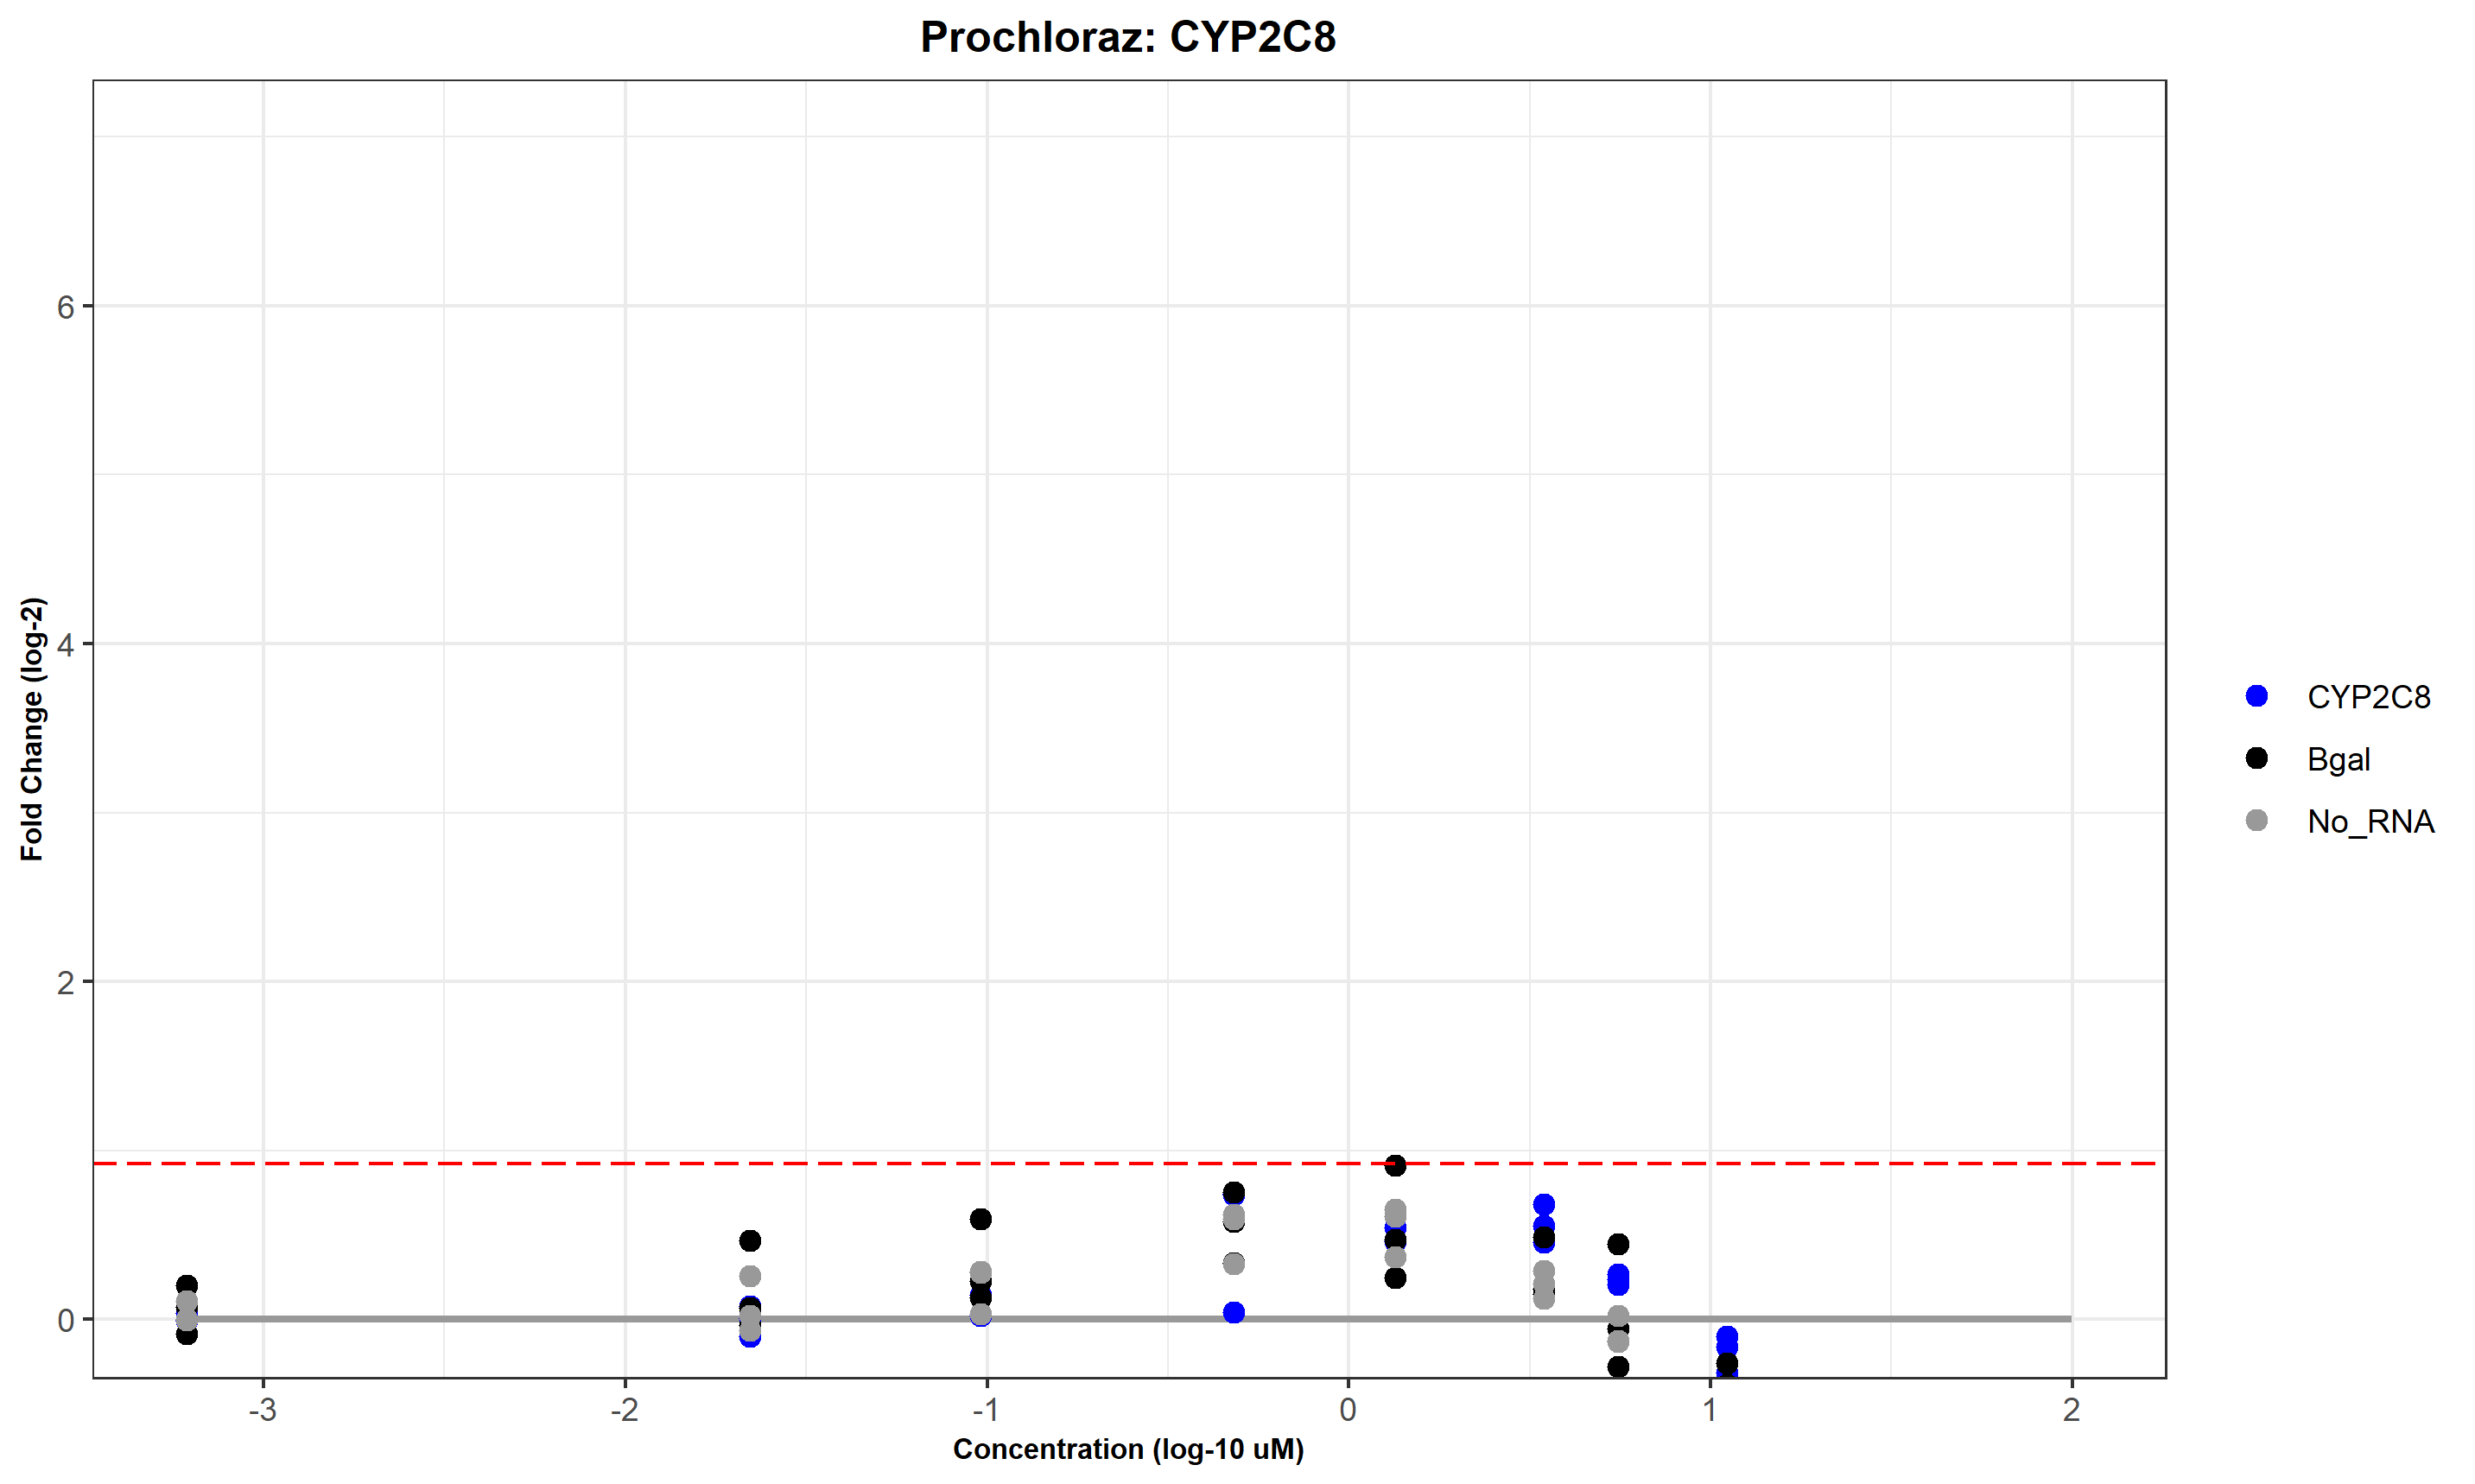 Prochloraz: CYP2C8
Fold Change (log-2)
6
4
2
0
-3
-2
-1
0
1
2
Concentration (log-10 uM)
CYP2C8
Bgal
No_RNA